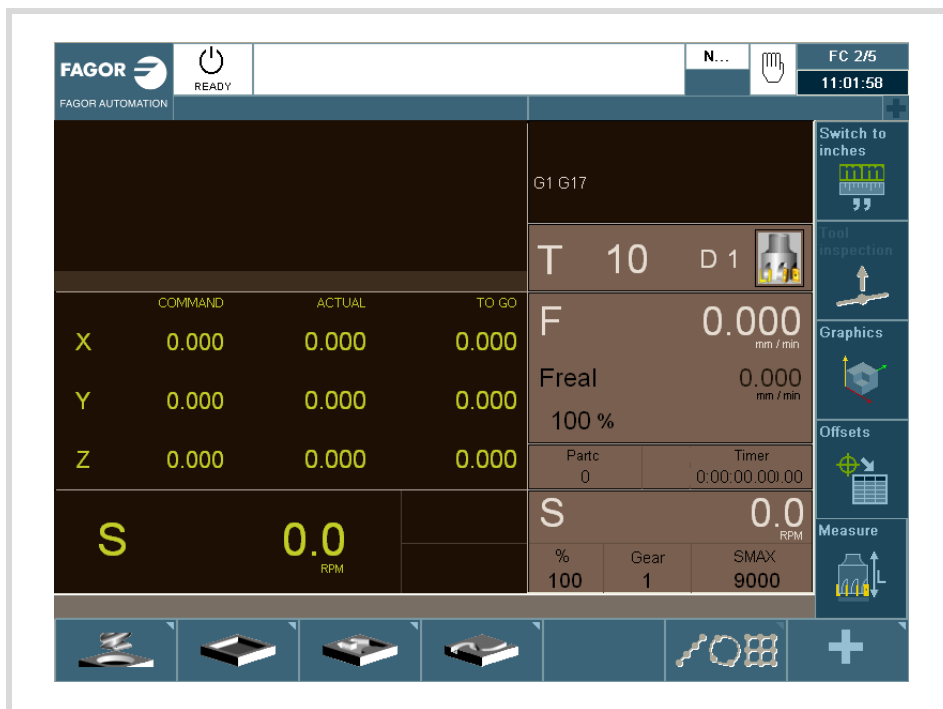 FAGOR
READY
N...
FC 2/5
11:01:58
FAGOR AUTOMATION
Switch to
inches
mm
G1 G17
Tool
inspection
T 10 D 1
COMMAND ACTUAL TO GO
X 0.000 0.000 0.000
F 0.000
mm / min
Graphics
Freal 0.000
mm / min
Y 0.000 0.000 0.000
100 %
Offsets
Z 0.000 0.000 0.000
Partc Timer
0 0:00:00.00\.00
S 0.0
RPM
S 0.0
RPM
Measure
% Gear SMAX
100 1 9000
L